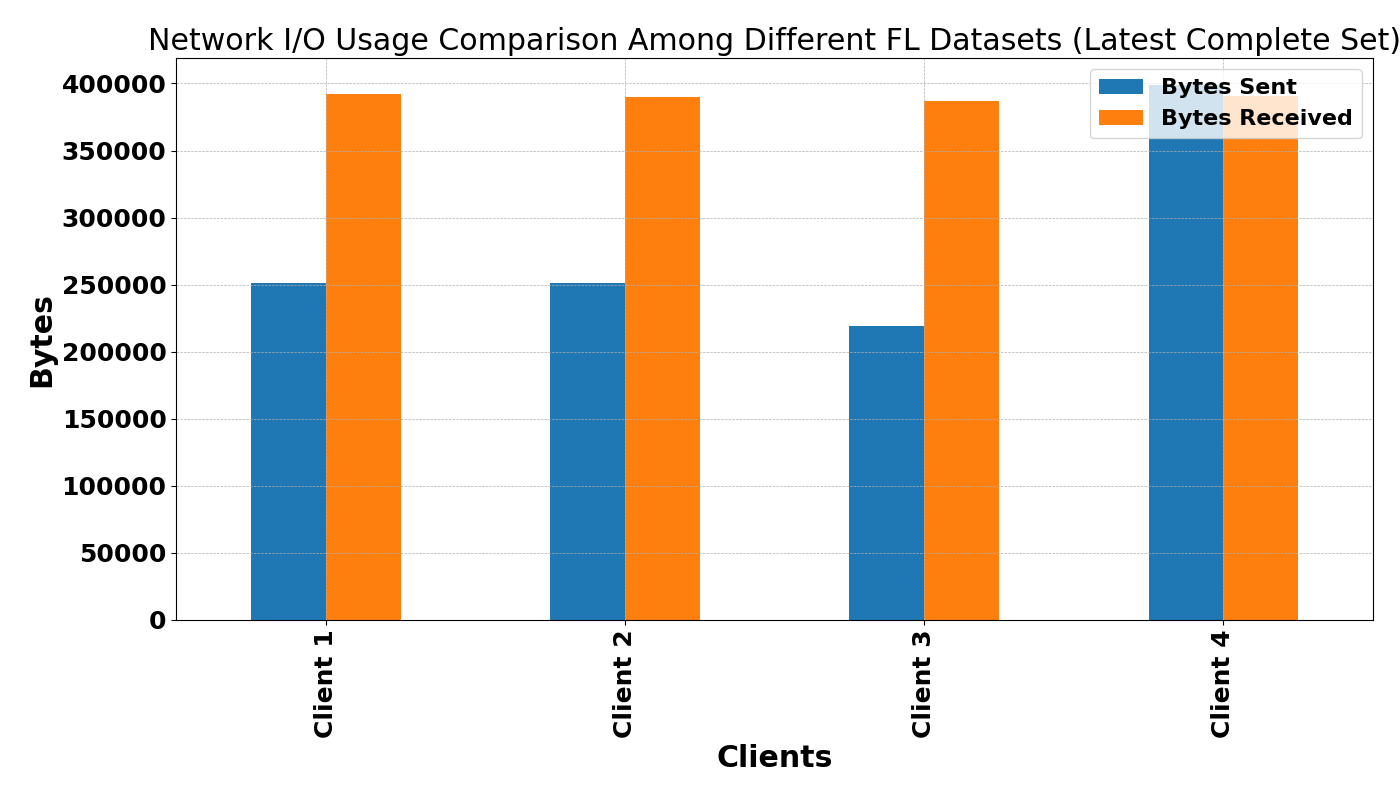 Network I/O Usage Comparison Among Different FL Datasets (Latest Complete Set)
Bytes Sent
Bytes Received
400000
350000
300000
250000
200000
150000
100000
50000
0
Bytes
Client 1
Client 2
Client 3
Client 4
Clients